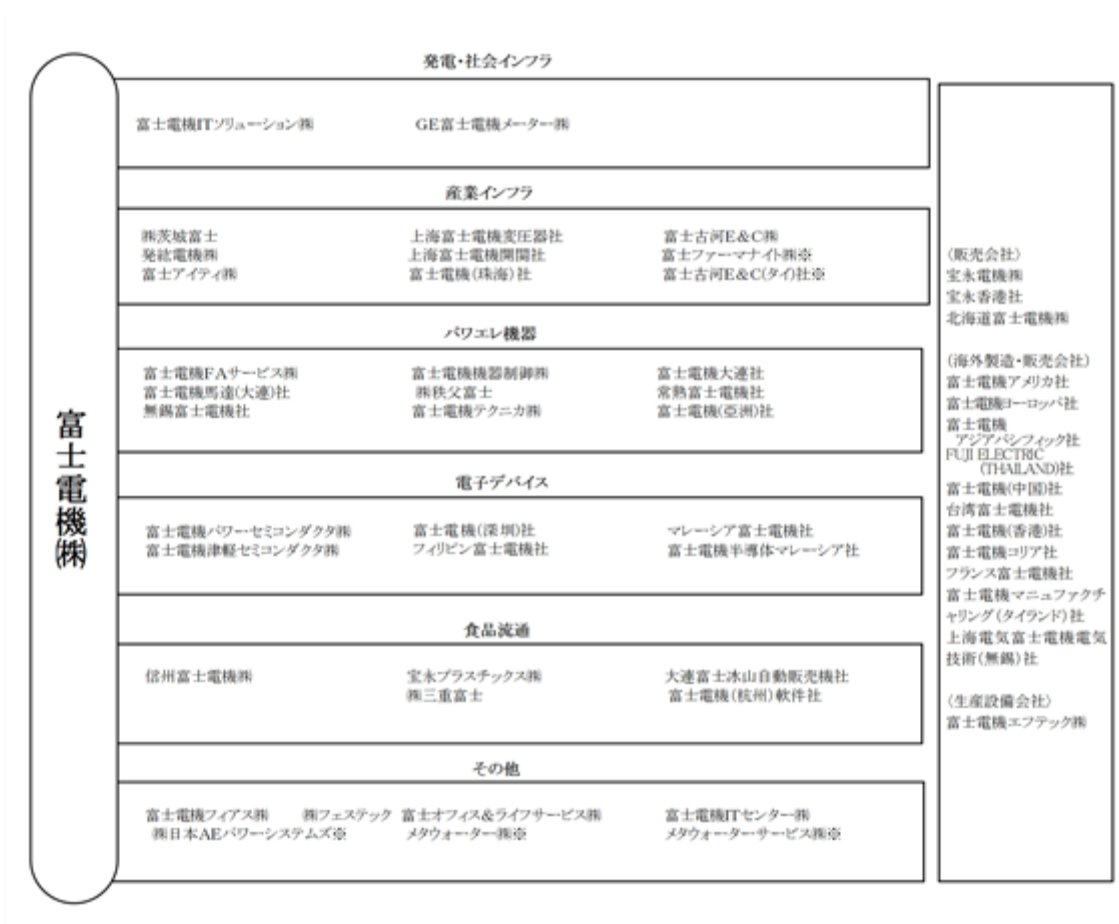 富士電機㈱
発電・社会インフラ
富士電機ITソリューション㈱ GE富士電機メーター㈱
産業インフラ
㈱茨城富士 上海富士電機変圧器社 富士古河E&C㈱
発紘電機㈱ 上海富士電機開関社 富士ファーマナイト㈱※
富士アイティ㈱ 富士電機(珠海)社 富士古河E&C(タイ)社※
パワエレ機器
富士電機FAサービス㈱ 富士電機機器制御㈱ 富士電機大連社
富士電機馬達(大連)社 ㈱秩父富士 常熟富士電機社
無錫富士電機社 富士電機テクニカ㈱ 富士電機(亞洲)社
電子デバイス
富士電機パワーセミコンダクタ㈱ 富士電機(深圳)社 マレーシア富士電機社
富士電機津軽セミコンダクタ㈱ フィリピン富士電機社 富士電機半導体マレーシア社
食品流通
信州富士電機㈱ 宝永プラスチックス㈱ 大連富士冰山自動販売機社
㈱三重富士 富士電機(杭州)軟件社
その他
富士電機フィアス㈱ ㈱フェステック 富士オフィス&ライフサービス㈱ 富士電機ITセンター㈱
㈱日本AEパワーシステムズ※ メタウォーター㈱※ メタウォーターサービス㈱※
〈販売会社〉
宝永電機㈱
宝永香港社
北海道富士電機㈱
(海外製造・販売会社)
富士電機アメリカ社
富士電機ヨーロッパ社
富士電機
アジアパシフィック社
FUJI ELECTRIC
(THAILAND)社
富士電機(中国)社
台湾富士電機社
富士電機(香港)社
富士電機コリア社
フランス富士電機社
富士電機マニュファクチ
ャリング(タイランド)社
上海電気富士電機電気
技術(無錫)社
〈生産設備会社〉
富士電機エフテック㈱